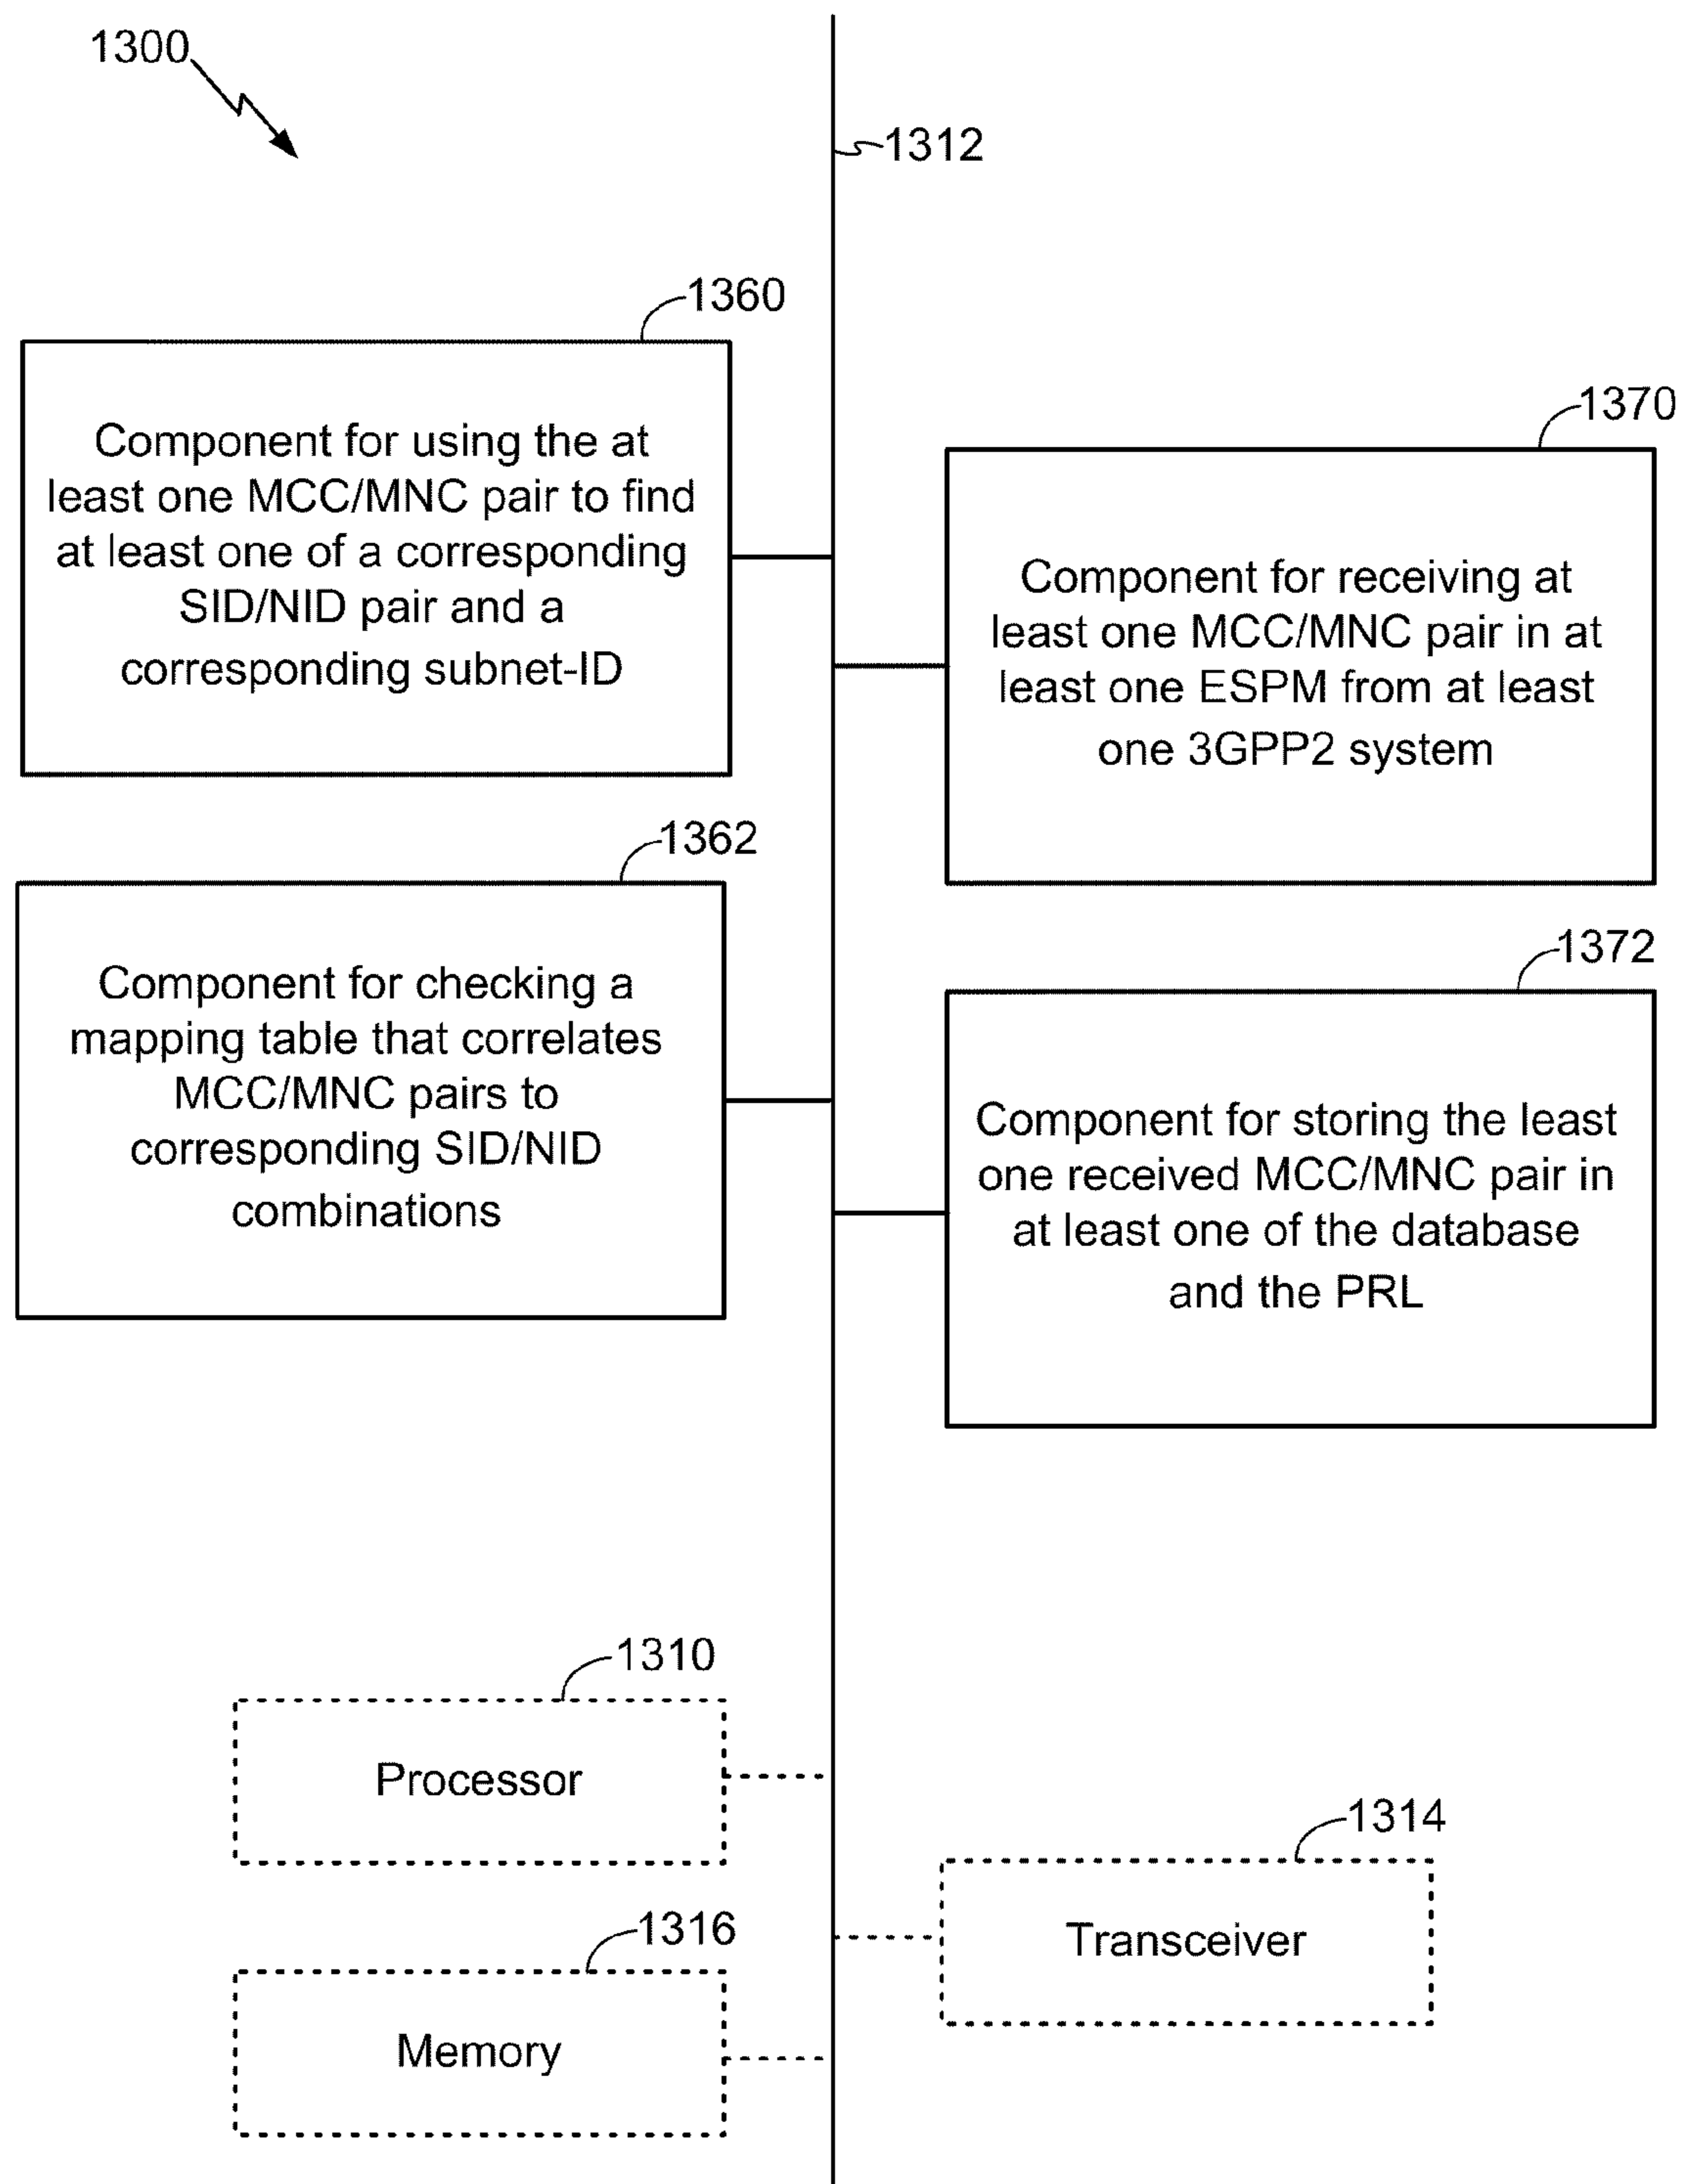 1300
1312
1360
Component for using the at
least one MCC/MNC pair to find
at least one of a corresponding
SID/NID pair and a
corresponding subnet-ID
1370
Component for receiving at
least one MCC/MNC pair in at
least one ESPM from at least
one 3GPP2 system
1362
Component for checking a
mapping table that correlates
MCC/MNC pairs to
corresponding SID/NID
combinations
1372
Component for storing the least
one received MCC/MNC pair in
at least one of the database
and the PRL
1310
Processor
1314
Transceiver
1316
Memory